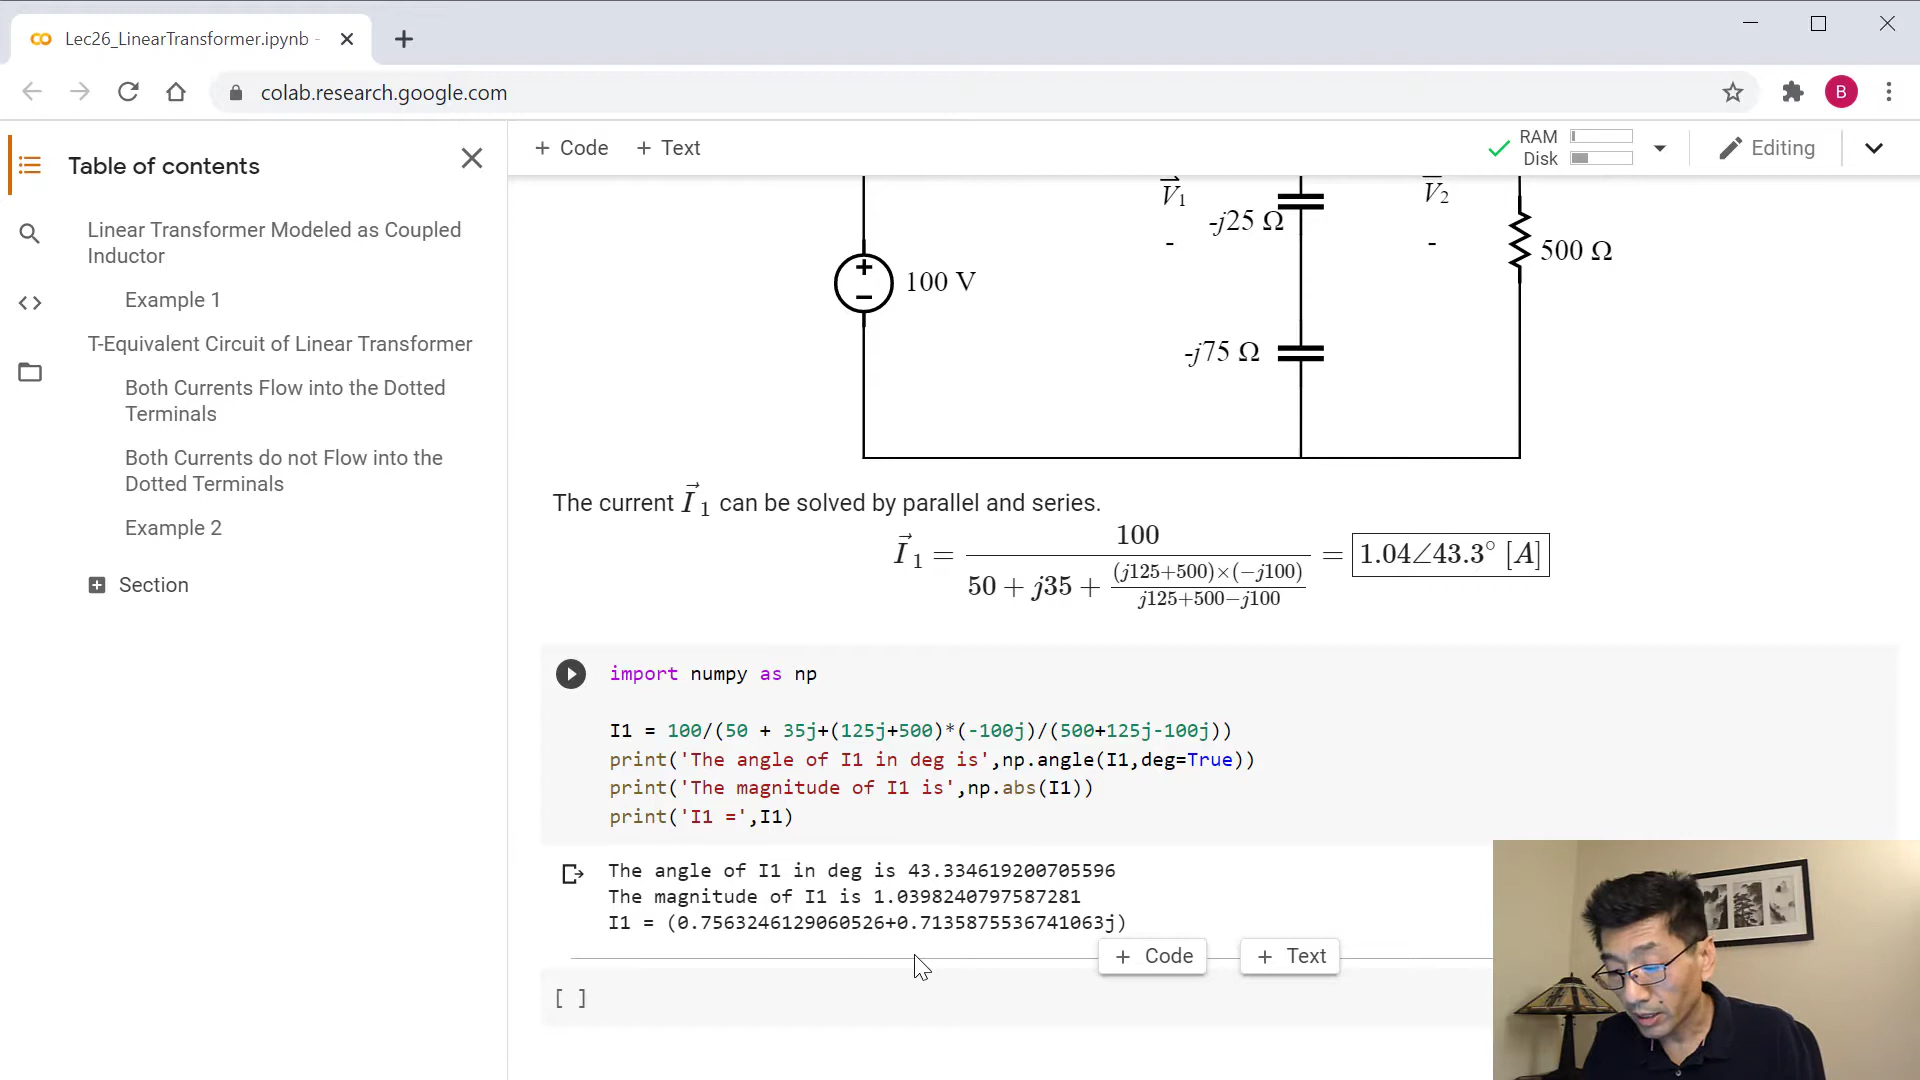 Lec26_LinearTransformer.ipynb -
colab.research.google.com
B
Table of contents
+ Code + Text
RAM
Disk
Editing
Linear Transformer Modeled as Coupled
Inductor
Example 1
T-Equivalent Circuit of Linear Transformer
Both Currents Flow into the Dotted
Terminals
Both Currents do not Flow into the
Dotted Terminals
Example 2
Section
V1
-j25 Ω
-
V2
-
500 Ω
+
−
100 V
-j75 Ω
The current I⃗ 1 can be solved by parallel and series.
I⃗ 1 = 100 / (50 + j35 + (j125+500)×(−j100) / (j125+500−j100)) = 1.04∠43.3° [A]
import numpy as np
I1 = 100/(50 + 35j+(125j+500)*(-100j)/(500+125j-100j))
print('The angle of I1 in deg is',np.angle(I1,deg=True))
print('The magnitude of I1 is',np.abs(I1))
print('I1 =',I1)
The angle of I1 in deg is 43.334619200705596
The magnitude of I1 is 1.0398240797587281
I1 = (0.7563246129060526+0.7135875536741063j)
+ Code + Text
[ ]